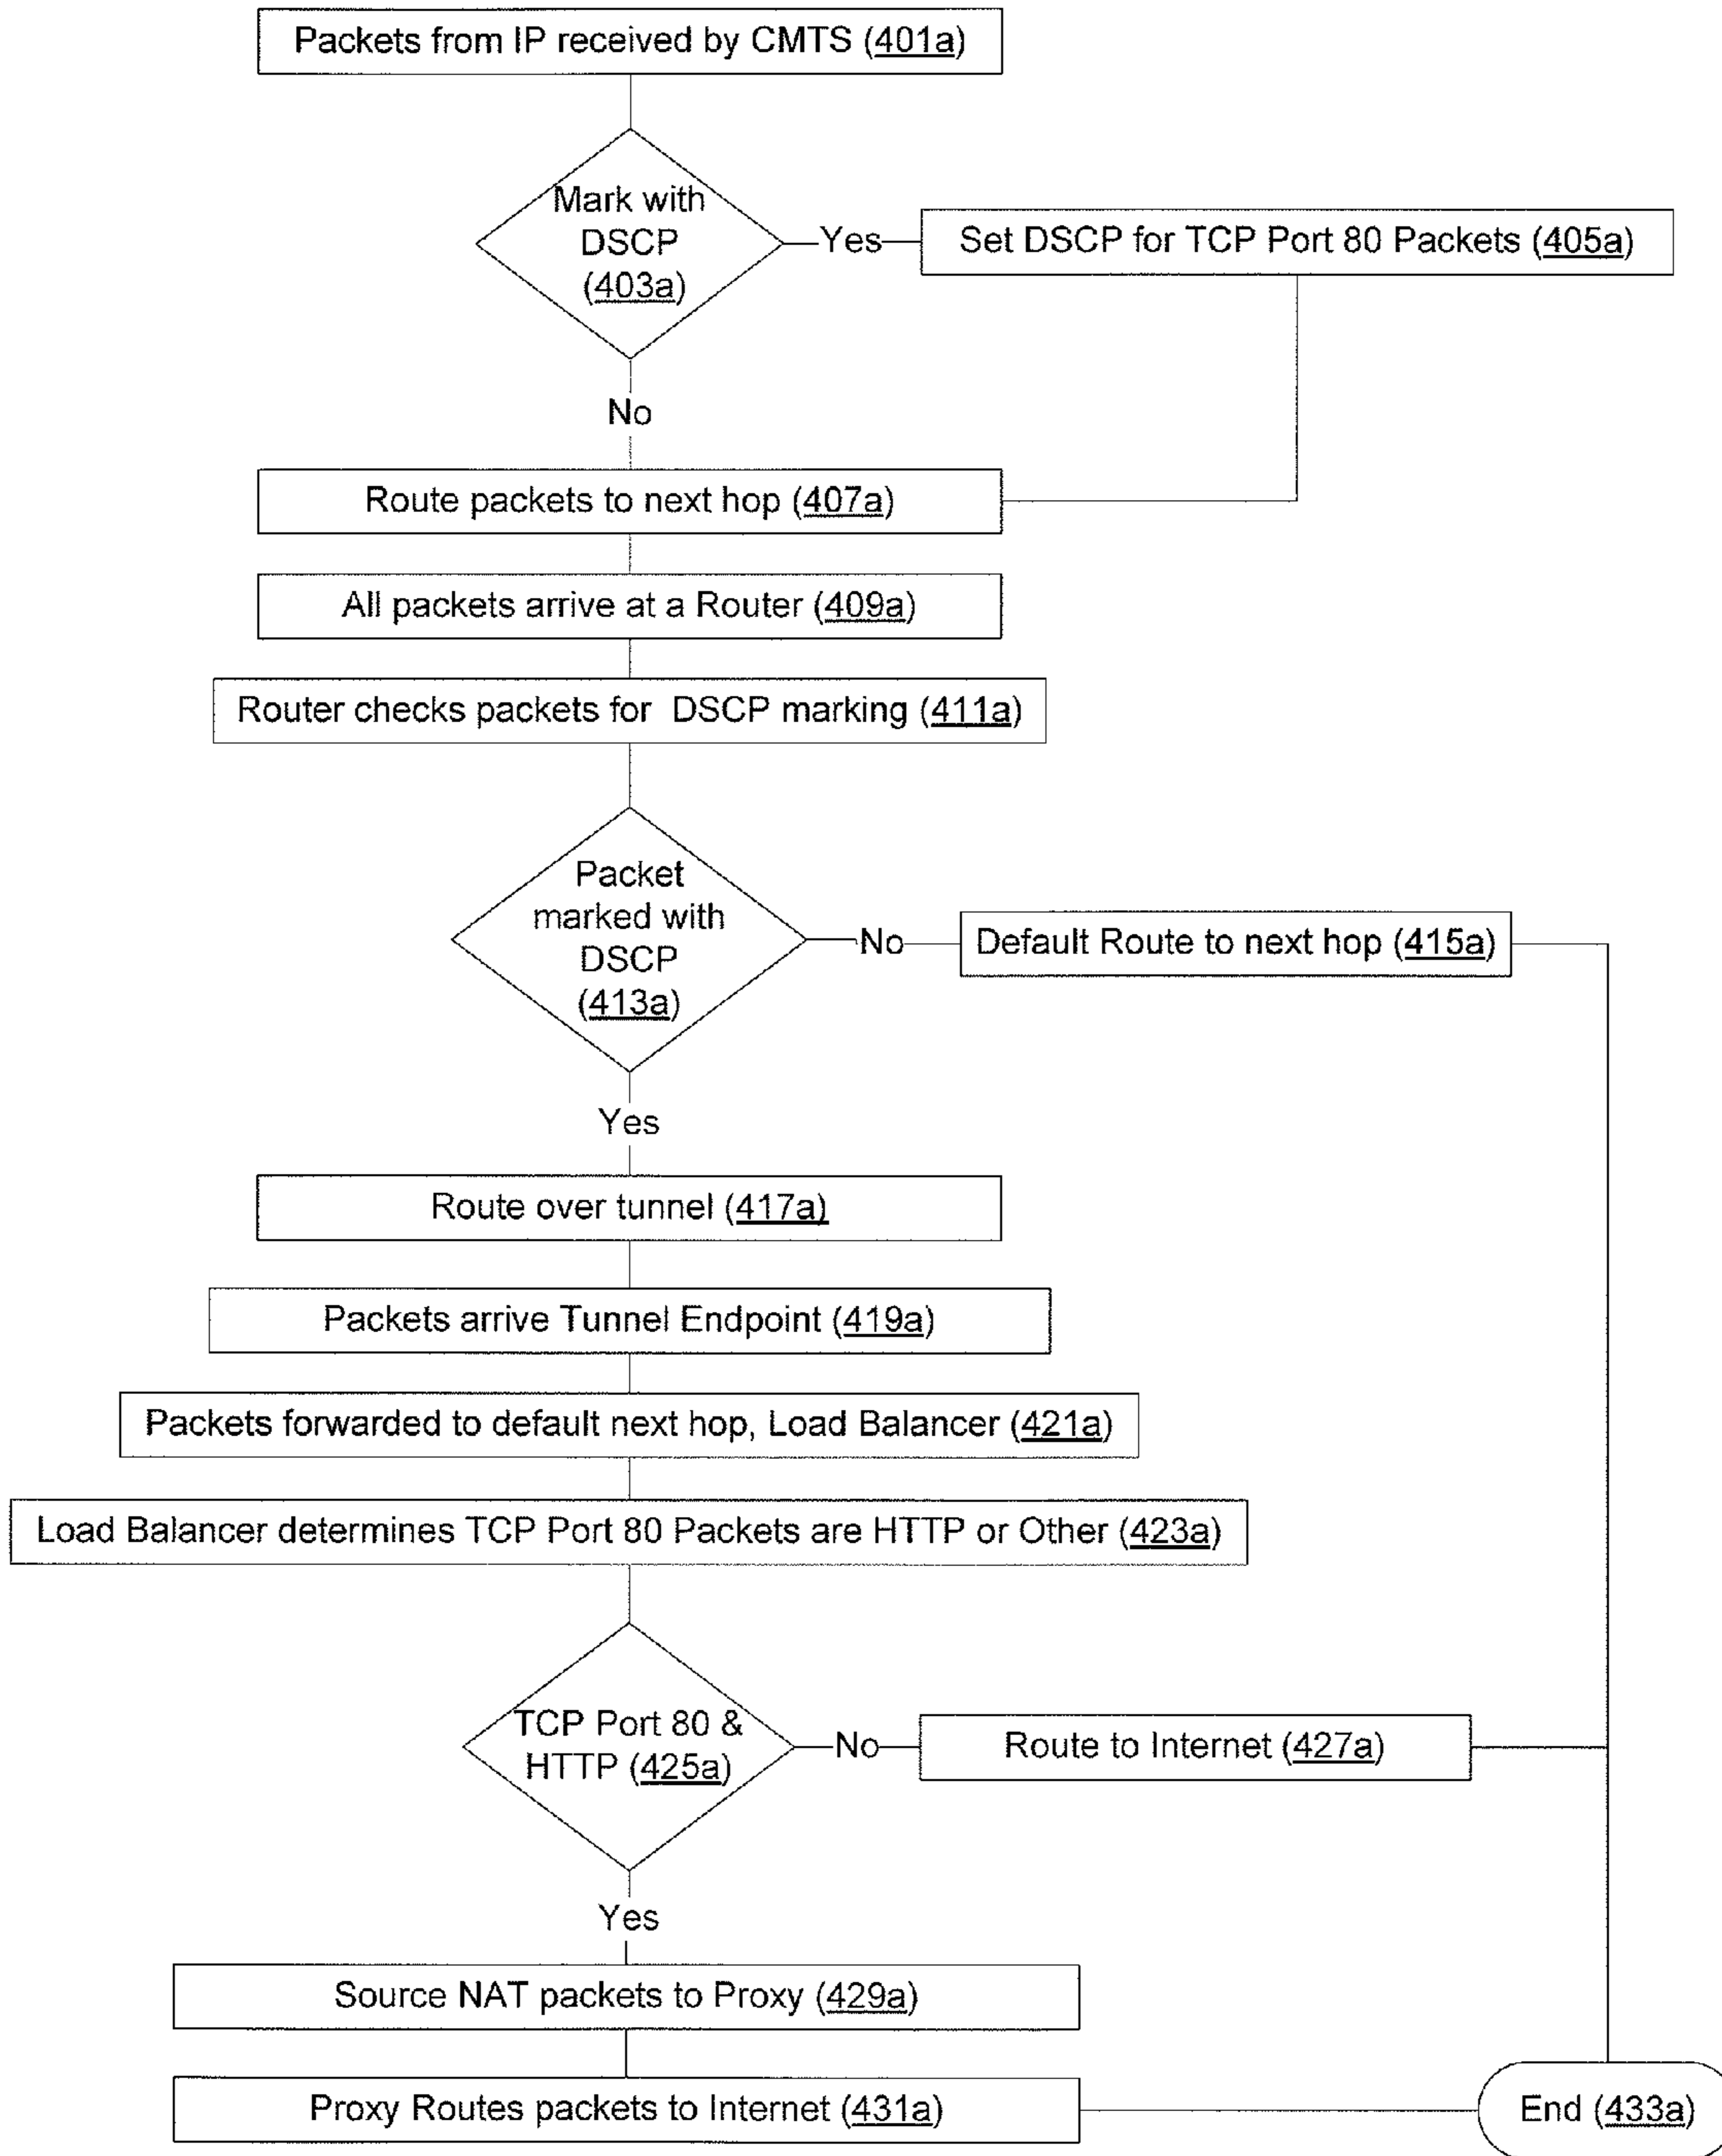 Packets from IP received by CMTS (401a)
Mark with
DSCP
(403a)
Yes
Set DSCP for TCP Port 80 Packets (405a)
No
Route packets to next hop (407a)
All packets arrive at a Router (409a)
Router checks packets for DSCP marking (411a)
Packet
marked with
DSCP
(413a)
No
Default Route to next hop (415a)
Yes
Route over tunnel (417a)
Packets arrive Tunnel Endpoint (419a)
Packets forwarded to default next hop, Load Balancer (421a)
Load Balancer determines TCP Port 80 Packets are HTTP or Other (423a)
TCP Port 80 &
HTTP (425a)
No
Route to Internet (427a)
Yes
Source NAT packets to Proxy (429a)
Proxy Routes packets to Internet (431a)
End (433a)